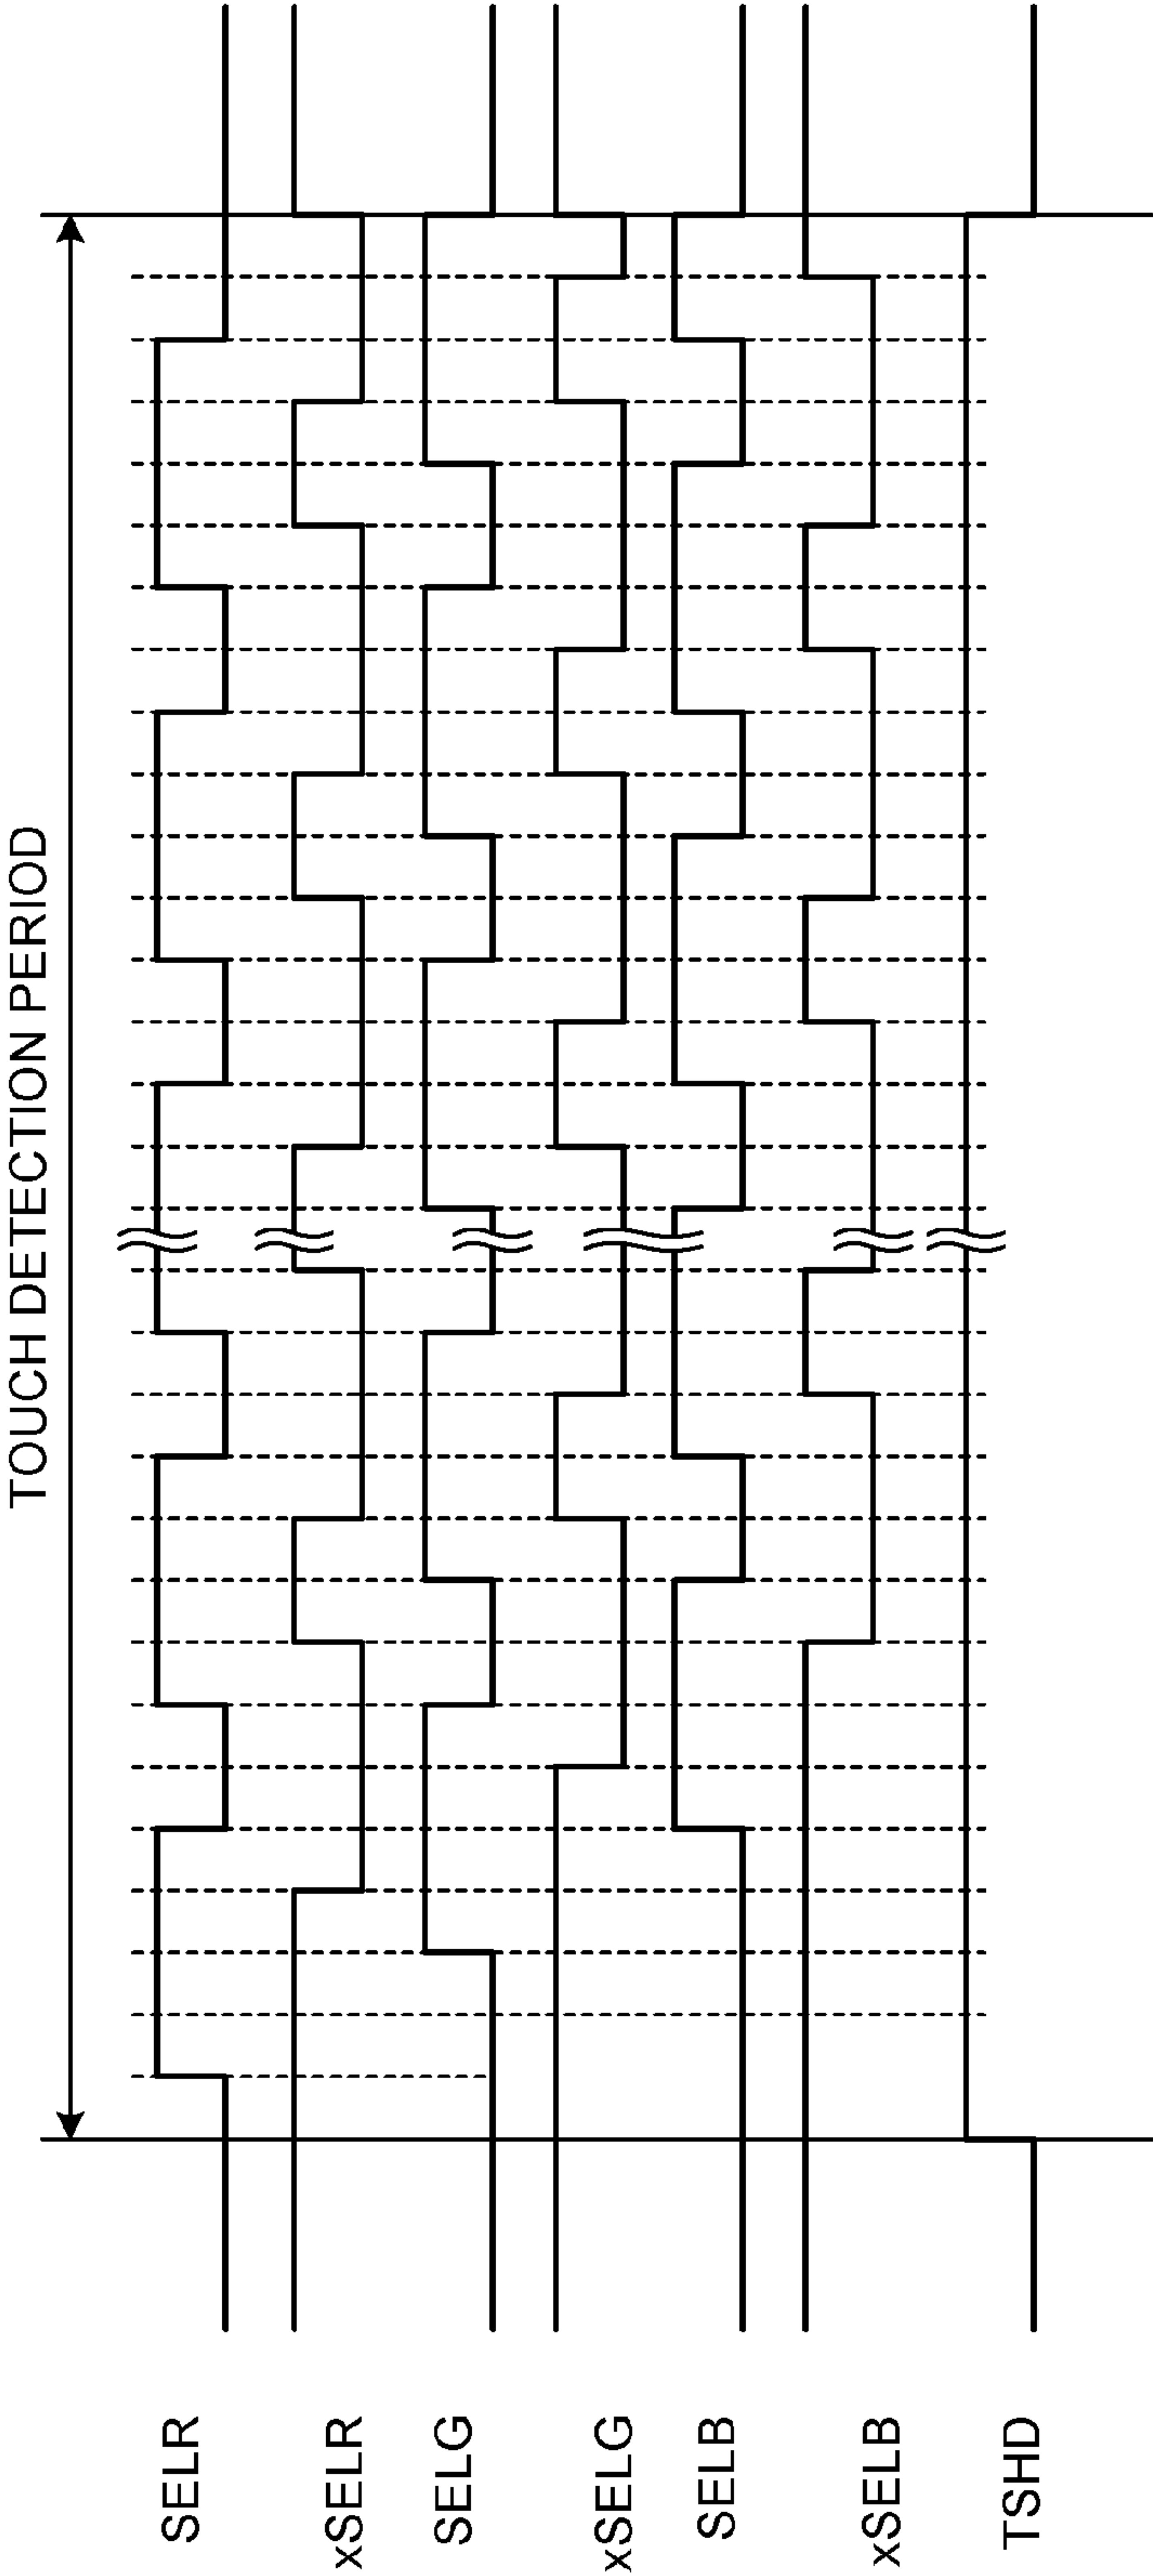 TOUCH DETECTION PERIOD
SELR
xSELR
SELG
xSELG
SELB
xSELB
TSHD